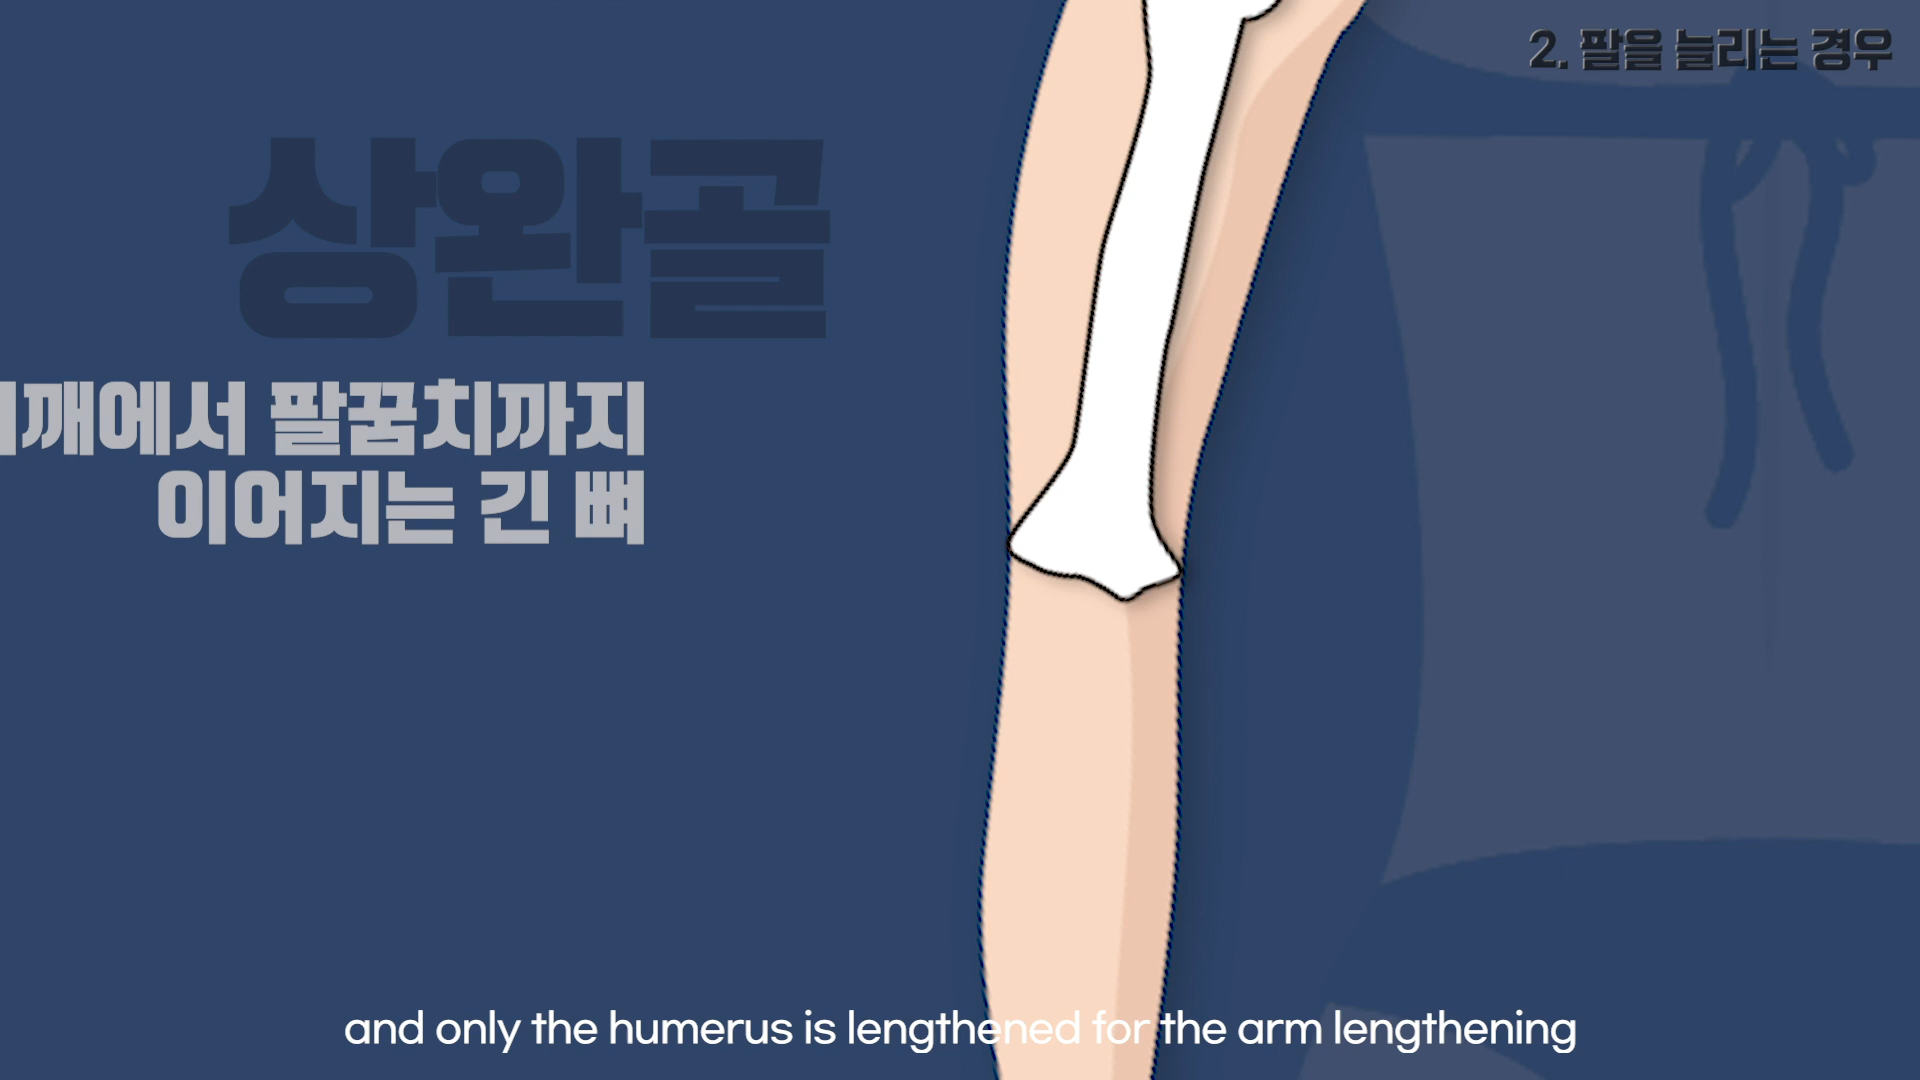 2. 팔을 늘리는 경우
상완골
깨에서 팔꿈치까지
이어지는 긴 뼈
and only the humerus is lengthened for the arm lengthening